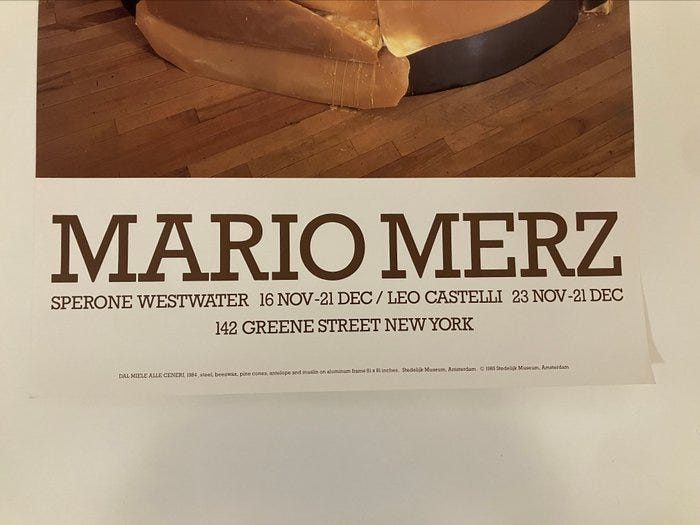 MARIO MERZ
SPERONE WESTWATER 16 NOV-21 DEC / LEO CASTELLI 23 NOV-21 DEC
142 GREENE STREET NEW YORK
DAL MIELE ALLE CENERI, 1984, steel, beeswax, pine cones, antelope and muslin on aluminum frame 81 x 81 inches. Stedelijk Museum, Amsterdam. © 1985 Stedelijk Museum, Amsterdam